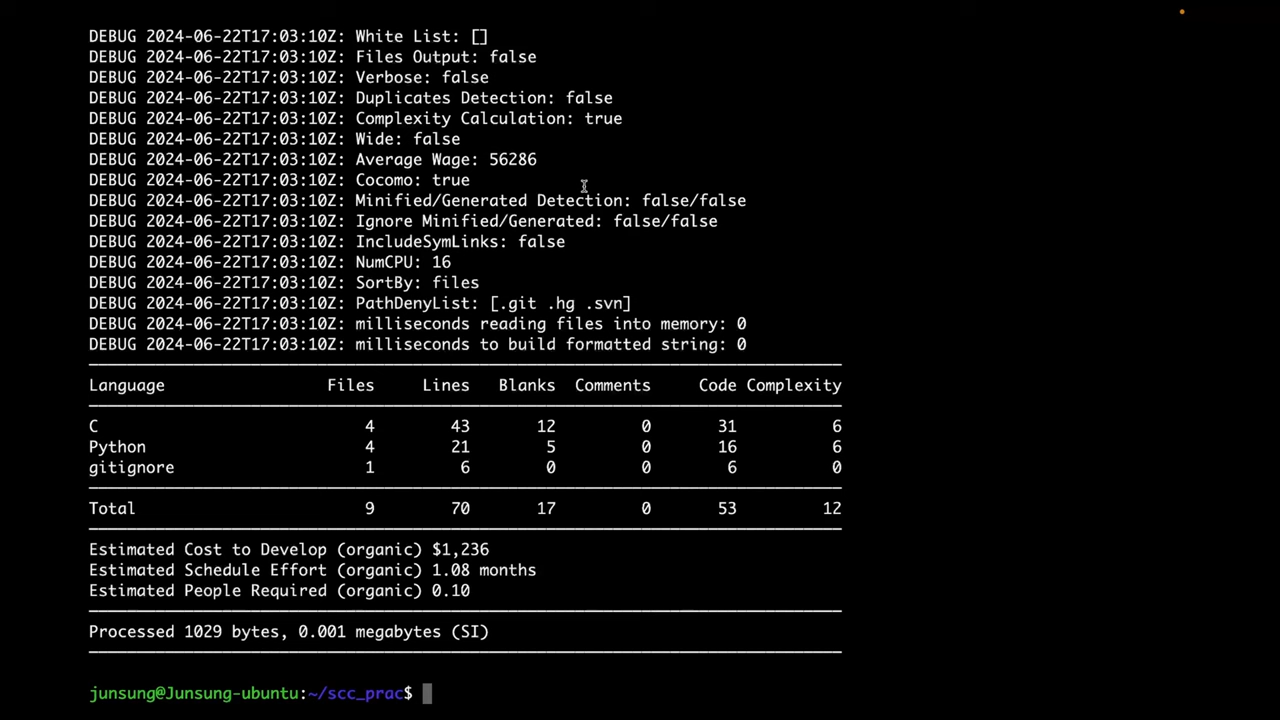 DEBUG 2024-06-22T17:03:10Z: White List: []
DEBUG 2024-06-22T17:03:10Z: Files Output: false
DEBUG 2024-06-22T17:03:10Z: Verbose: false
DEBUG 2024-06-22T17:03:10Z: Duplicates Detection: false
DEBUG 2024-06-22T17:03:10Z: Complexity Calculation: true
DEBUG 2024-06-22T17:03:10Z: Wide: false
DEBUG 2024-06-22T17:03:10Z: Average Wage: 56286
DEBUG 2024-06-22T17:03:10Z: Cocomo: true
DEBUG 2024-06-22T17:03:10Z: Minified/Generated Detection: false/false
DEBUG 2024-06-22T17:03:10Z: Ignore Minified/Generated: false/false
DEBUG 2024-06-22T17:03:10Z: IncludeSymLinks: false
DEBUG 2024-06-22T17:03:10Z: NumCPU: 16
DEBUG 2024-06-22T17:03:10Z: SortBy: files
DEBUG 2024-06-22T17:03:10Z: PathDenyList: [.git .hg .svn]
DEBUG 2024-06-22T17:03:10Z: milliseconds reading files into memory: 0
DEBUG 2024-06-22T17:03:10Z: milliseconds to build formatted string: 0
Language Files Lines Blanks Comments Code Complexity
C 4 43 12 0 31 6
Python 4 21 5 0 16 6
gitignore 1 6 0 0 6 0
Total 9 70 17 0 53 12
Estimated Cost to Develop (organic) $1,236
Estimated Schedule Effort (organic) 1.08 months
Estimated People Required (organic) 0.10
Processed 1029 bytes, 0.001 megabytes (SI)
junsung@Junsung-ubuntu:~/scc_prac$